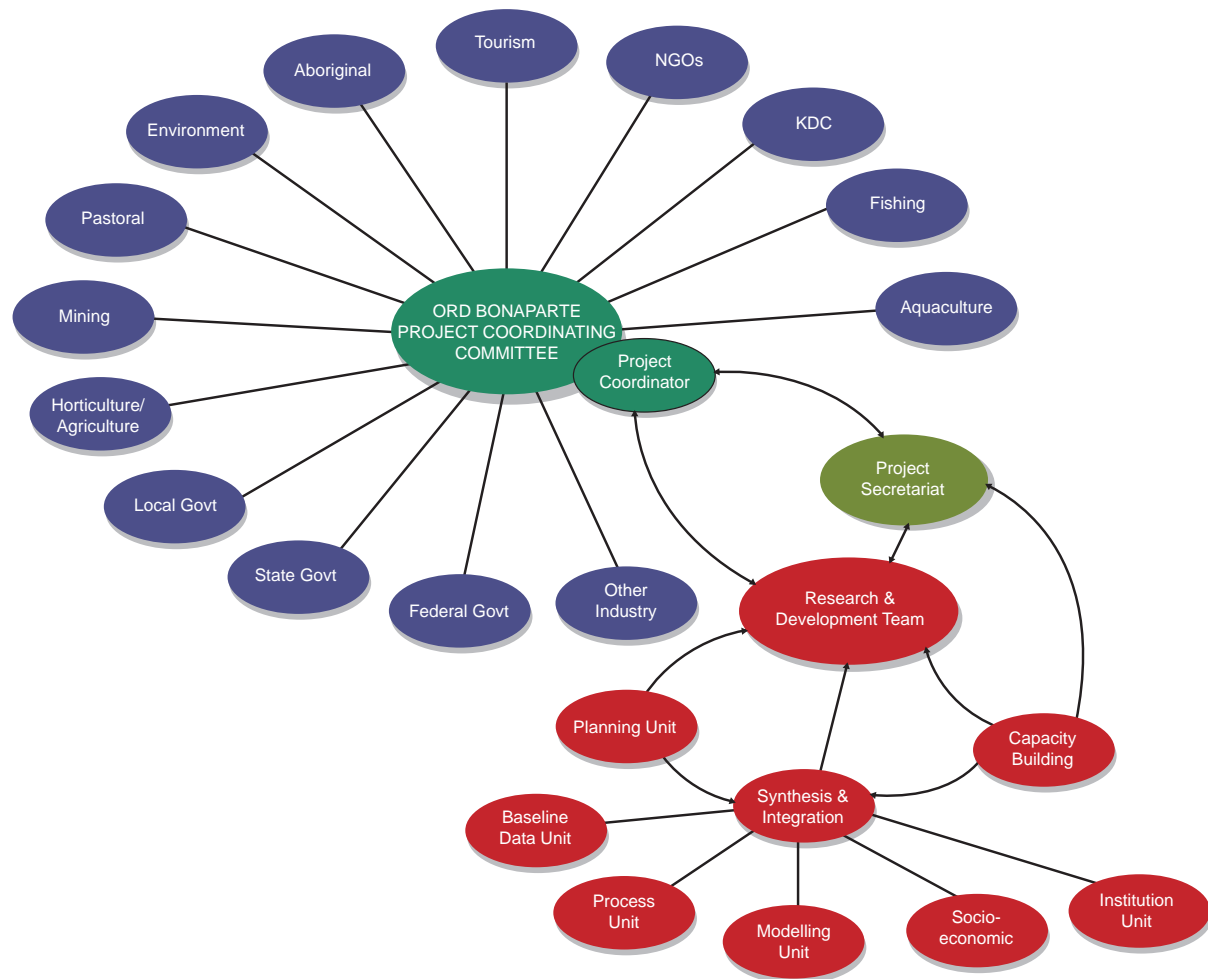 Tourism
NGOs
Aboriginal
KDC
Environment
Fishing
Pastoral
Aquaculture
Mining
ORD BONAPARTE
PROJECT COORDINATING
COMMITTEE
Project
Coordinator
Horticulture/
Agriculture
Project
Secretariat
Local Govt
State Govt
Federal Govt
Other
Industry
Research &
Development Team
Planning Unit
Capacity
Building
Synthesis &
Integration
Baseline
Data Unit
Process
Unit
Modelling
Unit
Socio-
economic
Institution
Unit